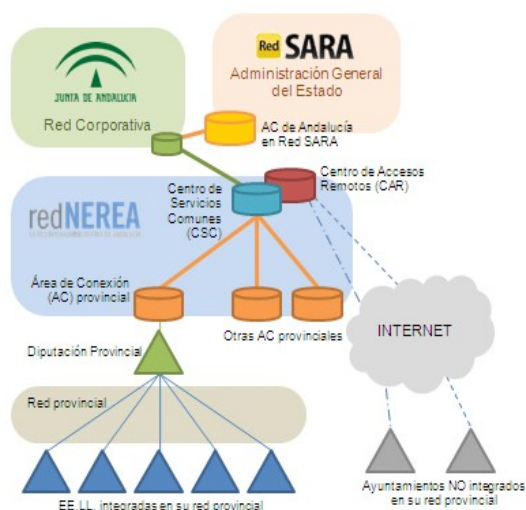 Red SARA
Administración General
del Estado
JUNTA DE ANDALUCIA
Red Corporativa
AC de Andalucía
en Red SARA
Centro de
Servicios
Comunes
(CSC)
Centro de Accesos
Remotos (CAR)
redNEREA
Área de Conexión
(AC) provincial
Otras AC provinciales
INTERNET
Diputación Provincial
Red provincial
EE.LL. integradas en su red provincial
Ayuntamientos NO integrados
en su red provincial